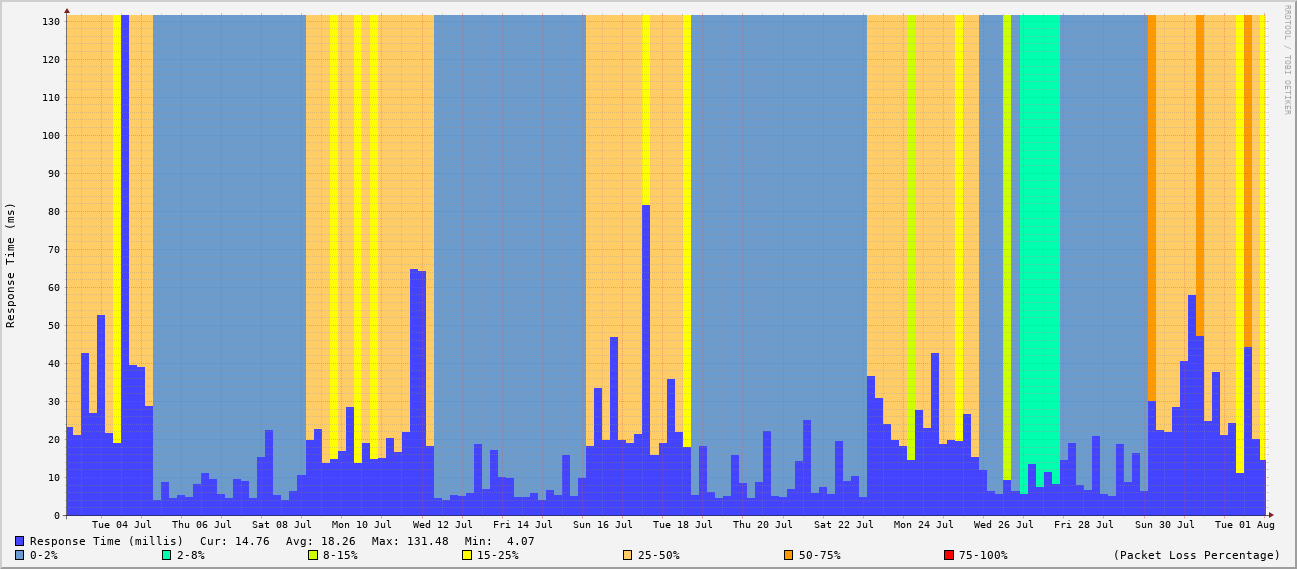 RRDTOOL / TOBI OETIKER
Response Time (ms)
130
120
110
100
90
80
70
60
50
40
30
20
10
0
Tue 04 Jul Thu 06 Jul Sat 08 Jul Mon 10 Jul Wed 12 Jul Fri 14 Jul Sun 16 Jul Tue 18 Jul Thu 20 Jul Sat 22 Jul Mon 24 Jul Wed 26 Jul Fri 28 Jul Sun 30 Jul Tue 01 Aug
Response Time (millis) Cur: 14.76 Avg: 18.26 Max: 131.48 Min: 4.07
0-2% 2-8% 8-15% 15-25% 25-50% 50-75% 75-100% (Packet Loss Percentage)